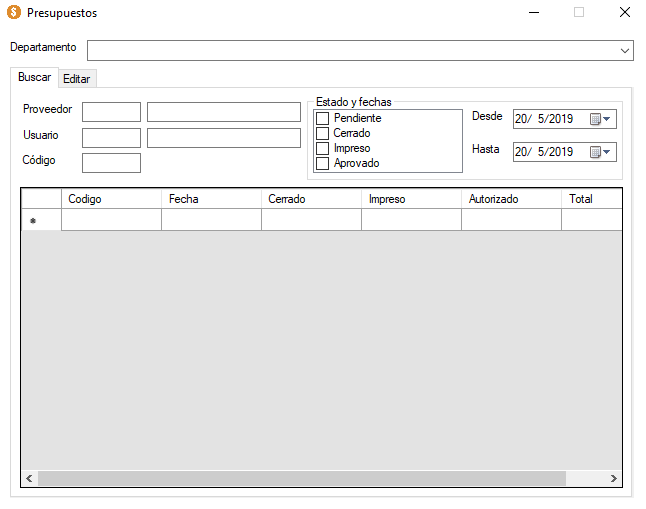 Presupuestos
Departamento
Buscar Editar
Proveedor
Usuario
Código
Estado y fechas
Pendiente
Cerrado
Impreso
Aprovado
Desde 20/ 5/2019
Hasta 20/ 5/2019
Codigo Fecha Cerrado Impreso Autorizado Total